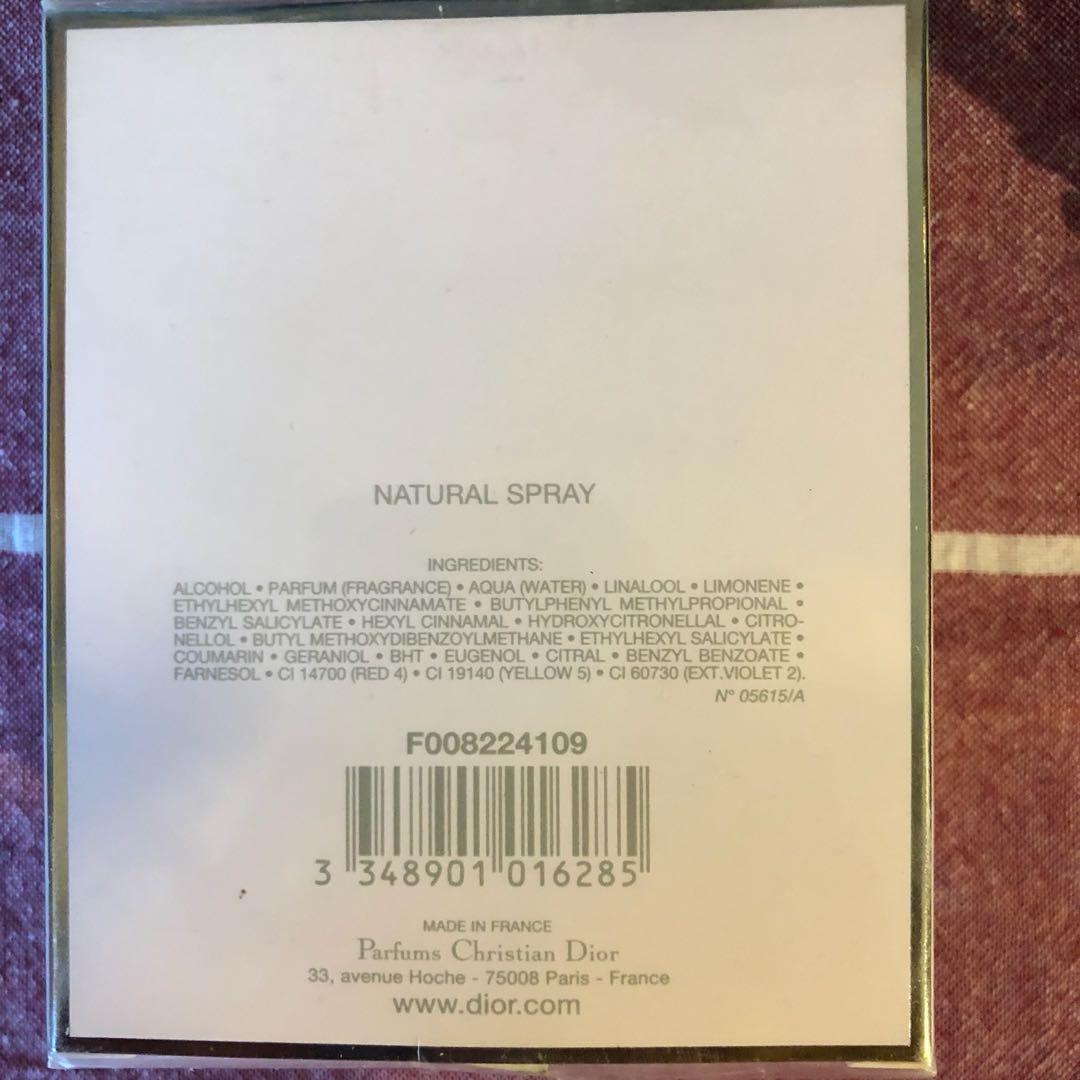 NATURAL SPRAY
INGREDIENTS:
ALCOHOL • PARFUM (FRAGRANCE) • AQUA (WATER) • LINALOOL • LIMONENE •
ETHYLHEXYL METHOXYCINNAMATE • BUTYLPHENYL METHYLPROPIONAL •
BENZYL SALICYLATE • HEXYL CINNAMAL • HYDROXYCITRONELLAL • CITRO-
NELLOL • BUTYL METHOXYDIBENZOYLMETHANE • ETHYLHEXYL SALICYLATE •
COUMARIN • GERANIOL • BHT • EUGENOL • CITRAL • BENZYL BENZOATE •
FARNESOL • CI 14700 (RED 4) • CI 19140 (YELLOW 5) • CI 60730 (EXT.VIOLET 2).
N° 05615/A
F008224109
3 348901 016285
MADE IN FRANCE
Parfums Christian Dior
33, avenue Hoche - 75008 Paris - France
www.dior.com